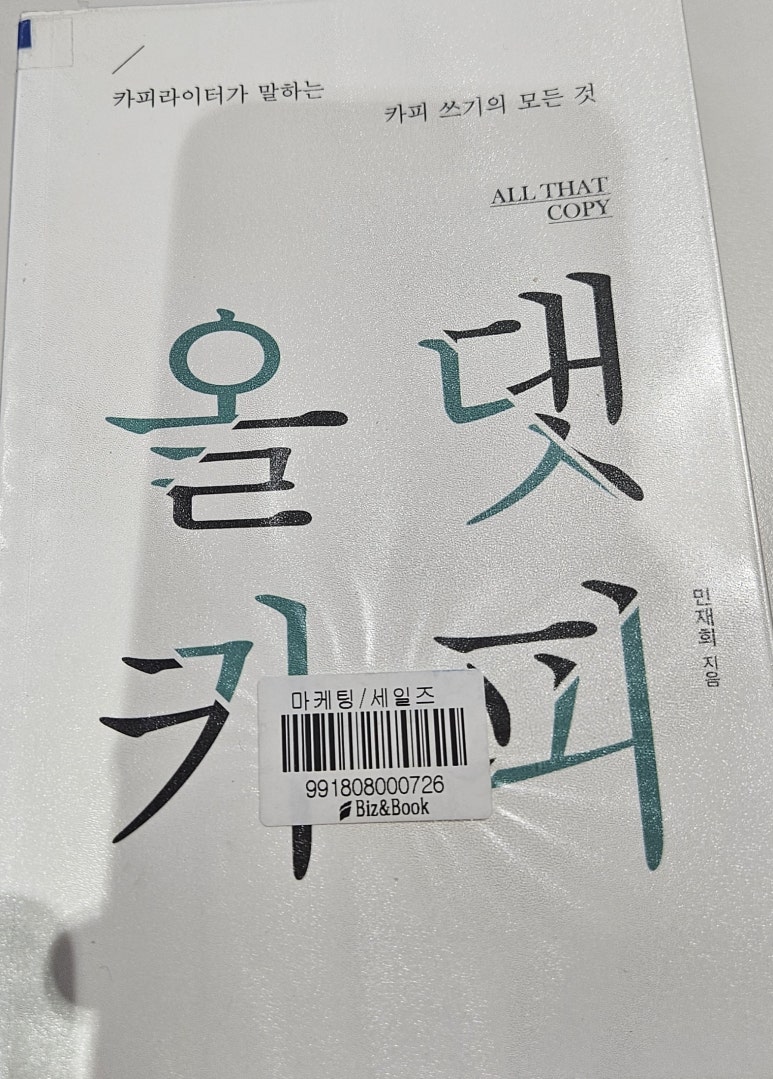 카피라이터가 말하는
카피 쓰기의 모든 것
ALL THAT
COPY
올댓
카피
민재희 지음
마케팅/세일즈
991808000726
Biz&Book